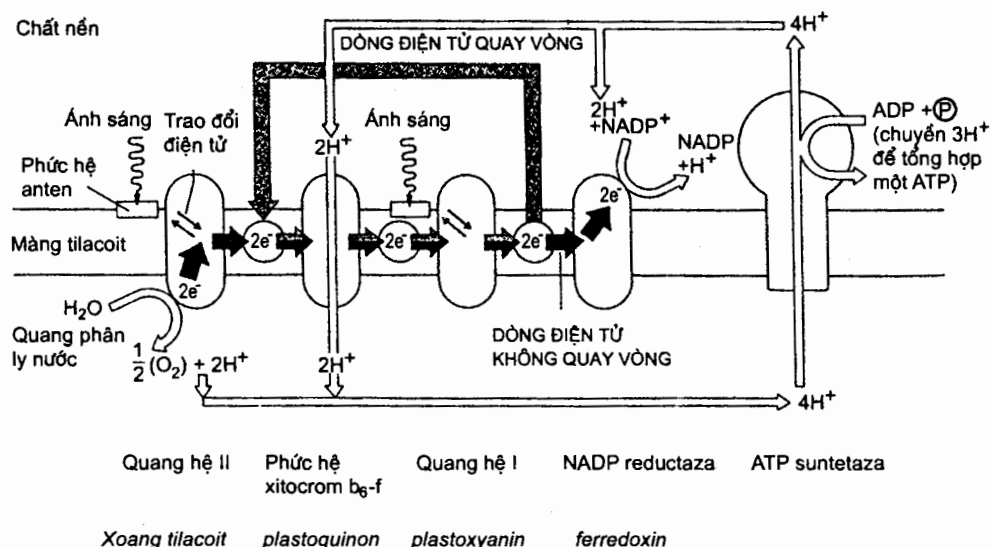 Chất nền
4H⁺
DÒNG ĐIỆN TỬ QUAY VÒNG
Ánh sáng
Trao đổi
điện tử
Ánh sáng
2H⁺
+NADP⁺
NADP
+H⁺
ADP + Ⓟ
(chuyền 3H⁺
để tổng hợp
một ATP)
Phức hệ
anten
2H⁺
2e⁻
Màng tilacoit
2e⁻
2e⁻
2e⁻
2e⁻
H₂O
Quang phân
ly nước
½(O₂) + 2H⁺
2H⁺
DÒNG ĐIỆN TỬ
KHÔNG QUAY VÒNG
4H⁺
Quang hệ II
Phức hệ
xitocrom b₆-f
Quang hệ I
NADP reductaza
ATP suntetaza
Xoang tilacoit
plastoquinon
plastoxyanin
ferredoxin